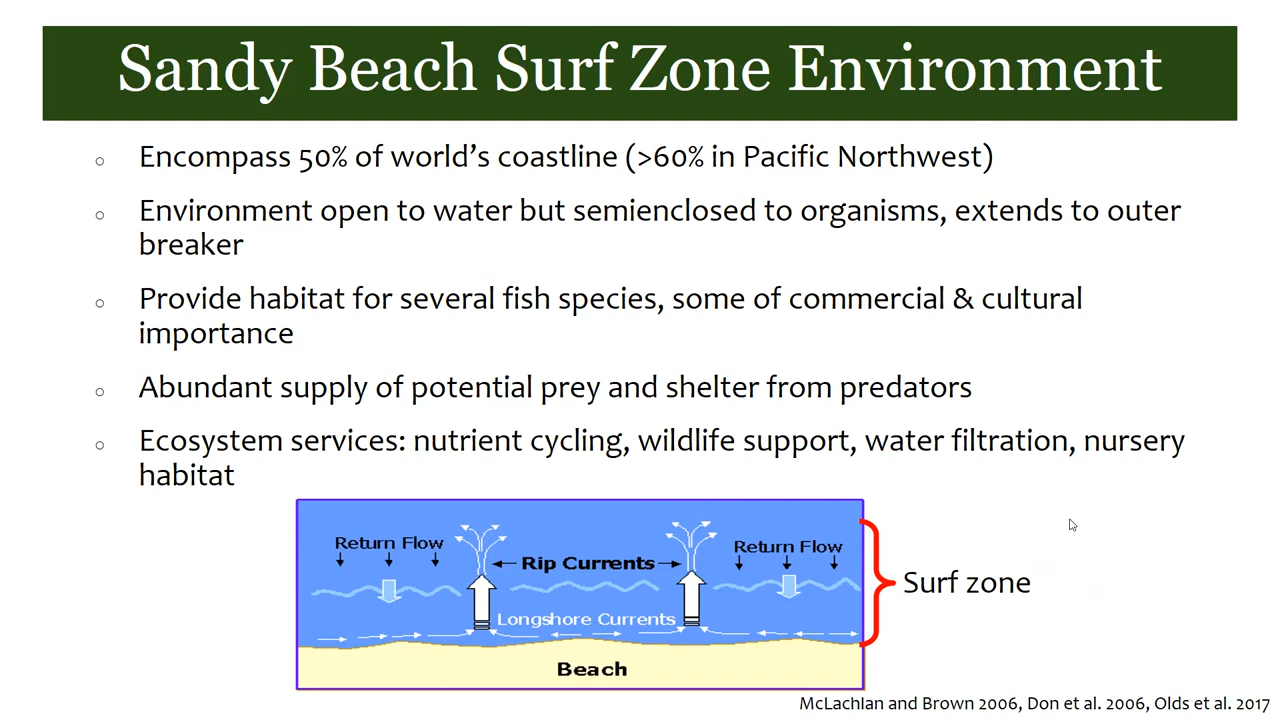 Sandy Beach Surf Zone Environment
Encompass 50% of world's coastline (>60% in Pacific Northwest)
Environment open to water but semienclosed to organisms, extends to outer
breaker
Provide habitat for several fish species, some of commercial & cultural
importance
Abundant supply of potential prey and shelter from predators
Ecosystem services: nutrient cycling, wildlife support, water filtration, nursery
habitat
Return Flow
Rip Currents
Return Flow
Surf zone
Longshore Currents
Beach
McLachlan and Brown 2006, Don et al. 2006, Olds et al. 2017